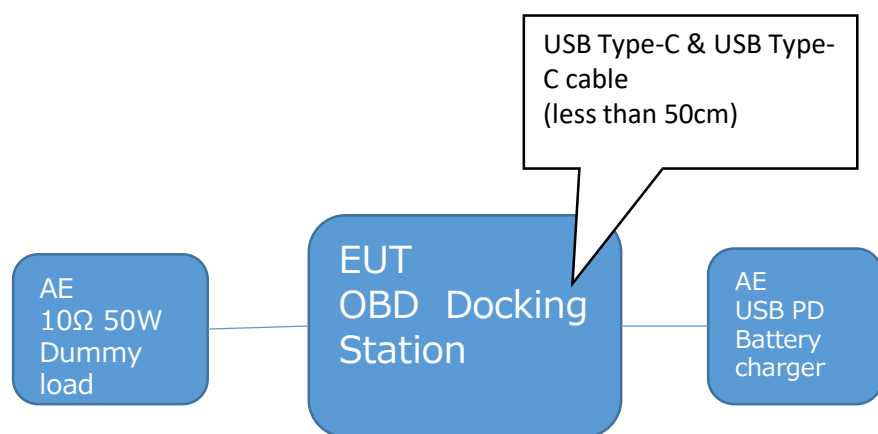 USB Type-C & USB Type-
C cable
(less than 50cm)
EUT
OBD Docking
Station
AE
10Ω 50W
Dummy
load
AE
USB PD
Battery
charger